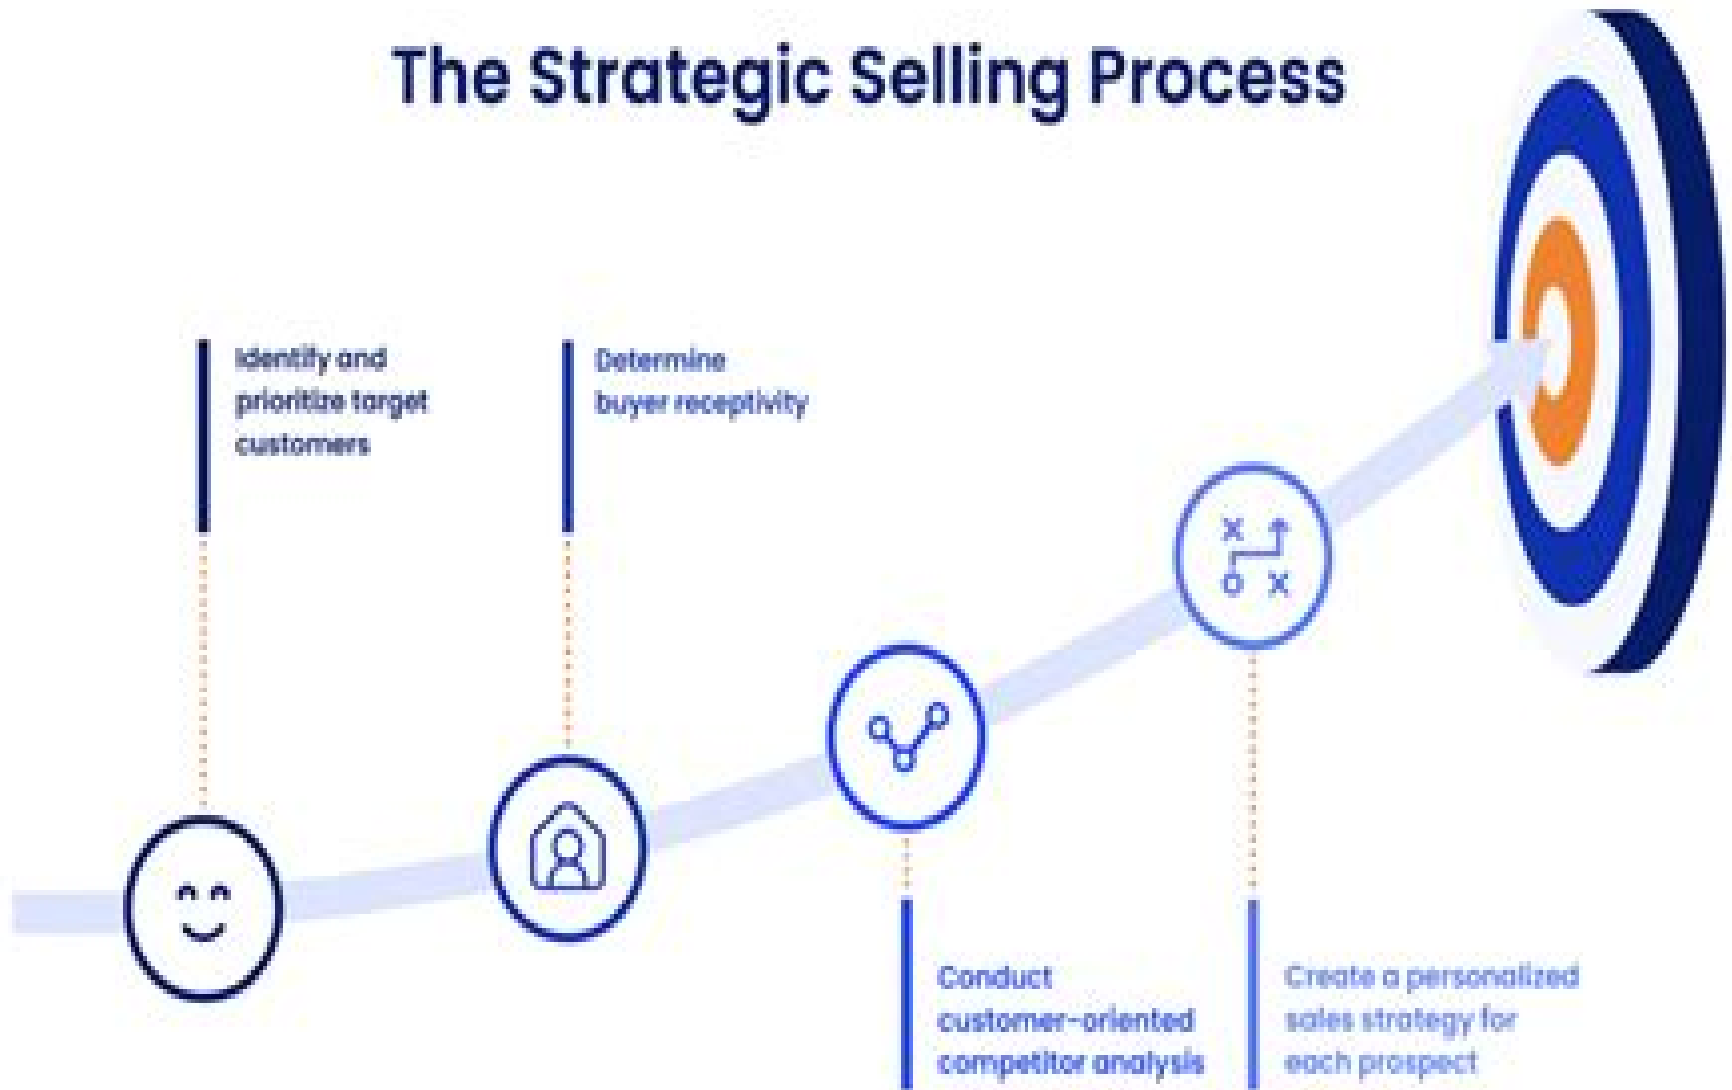 The Strategic Selling Process
Identify and
prioritize target
customers
Determine
buyer receptivity
Conduct
customer-oriented
competitor analysis
Create a personalized
sales strategy for
each prospect